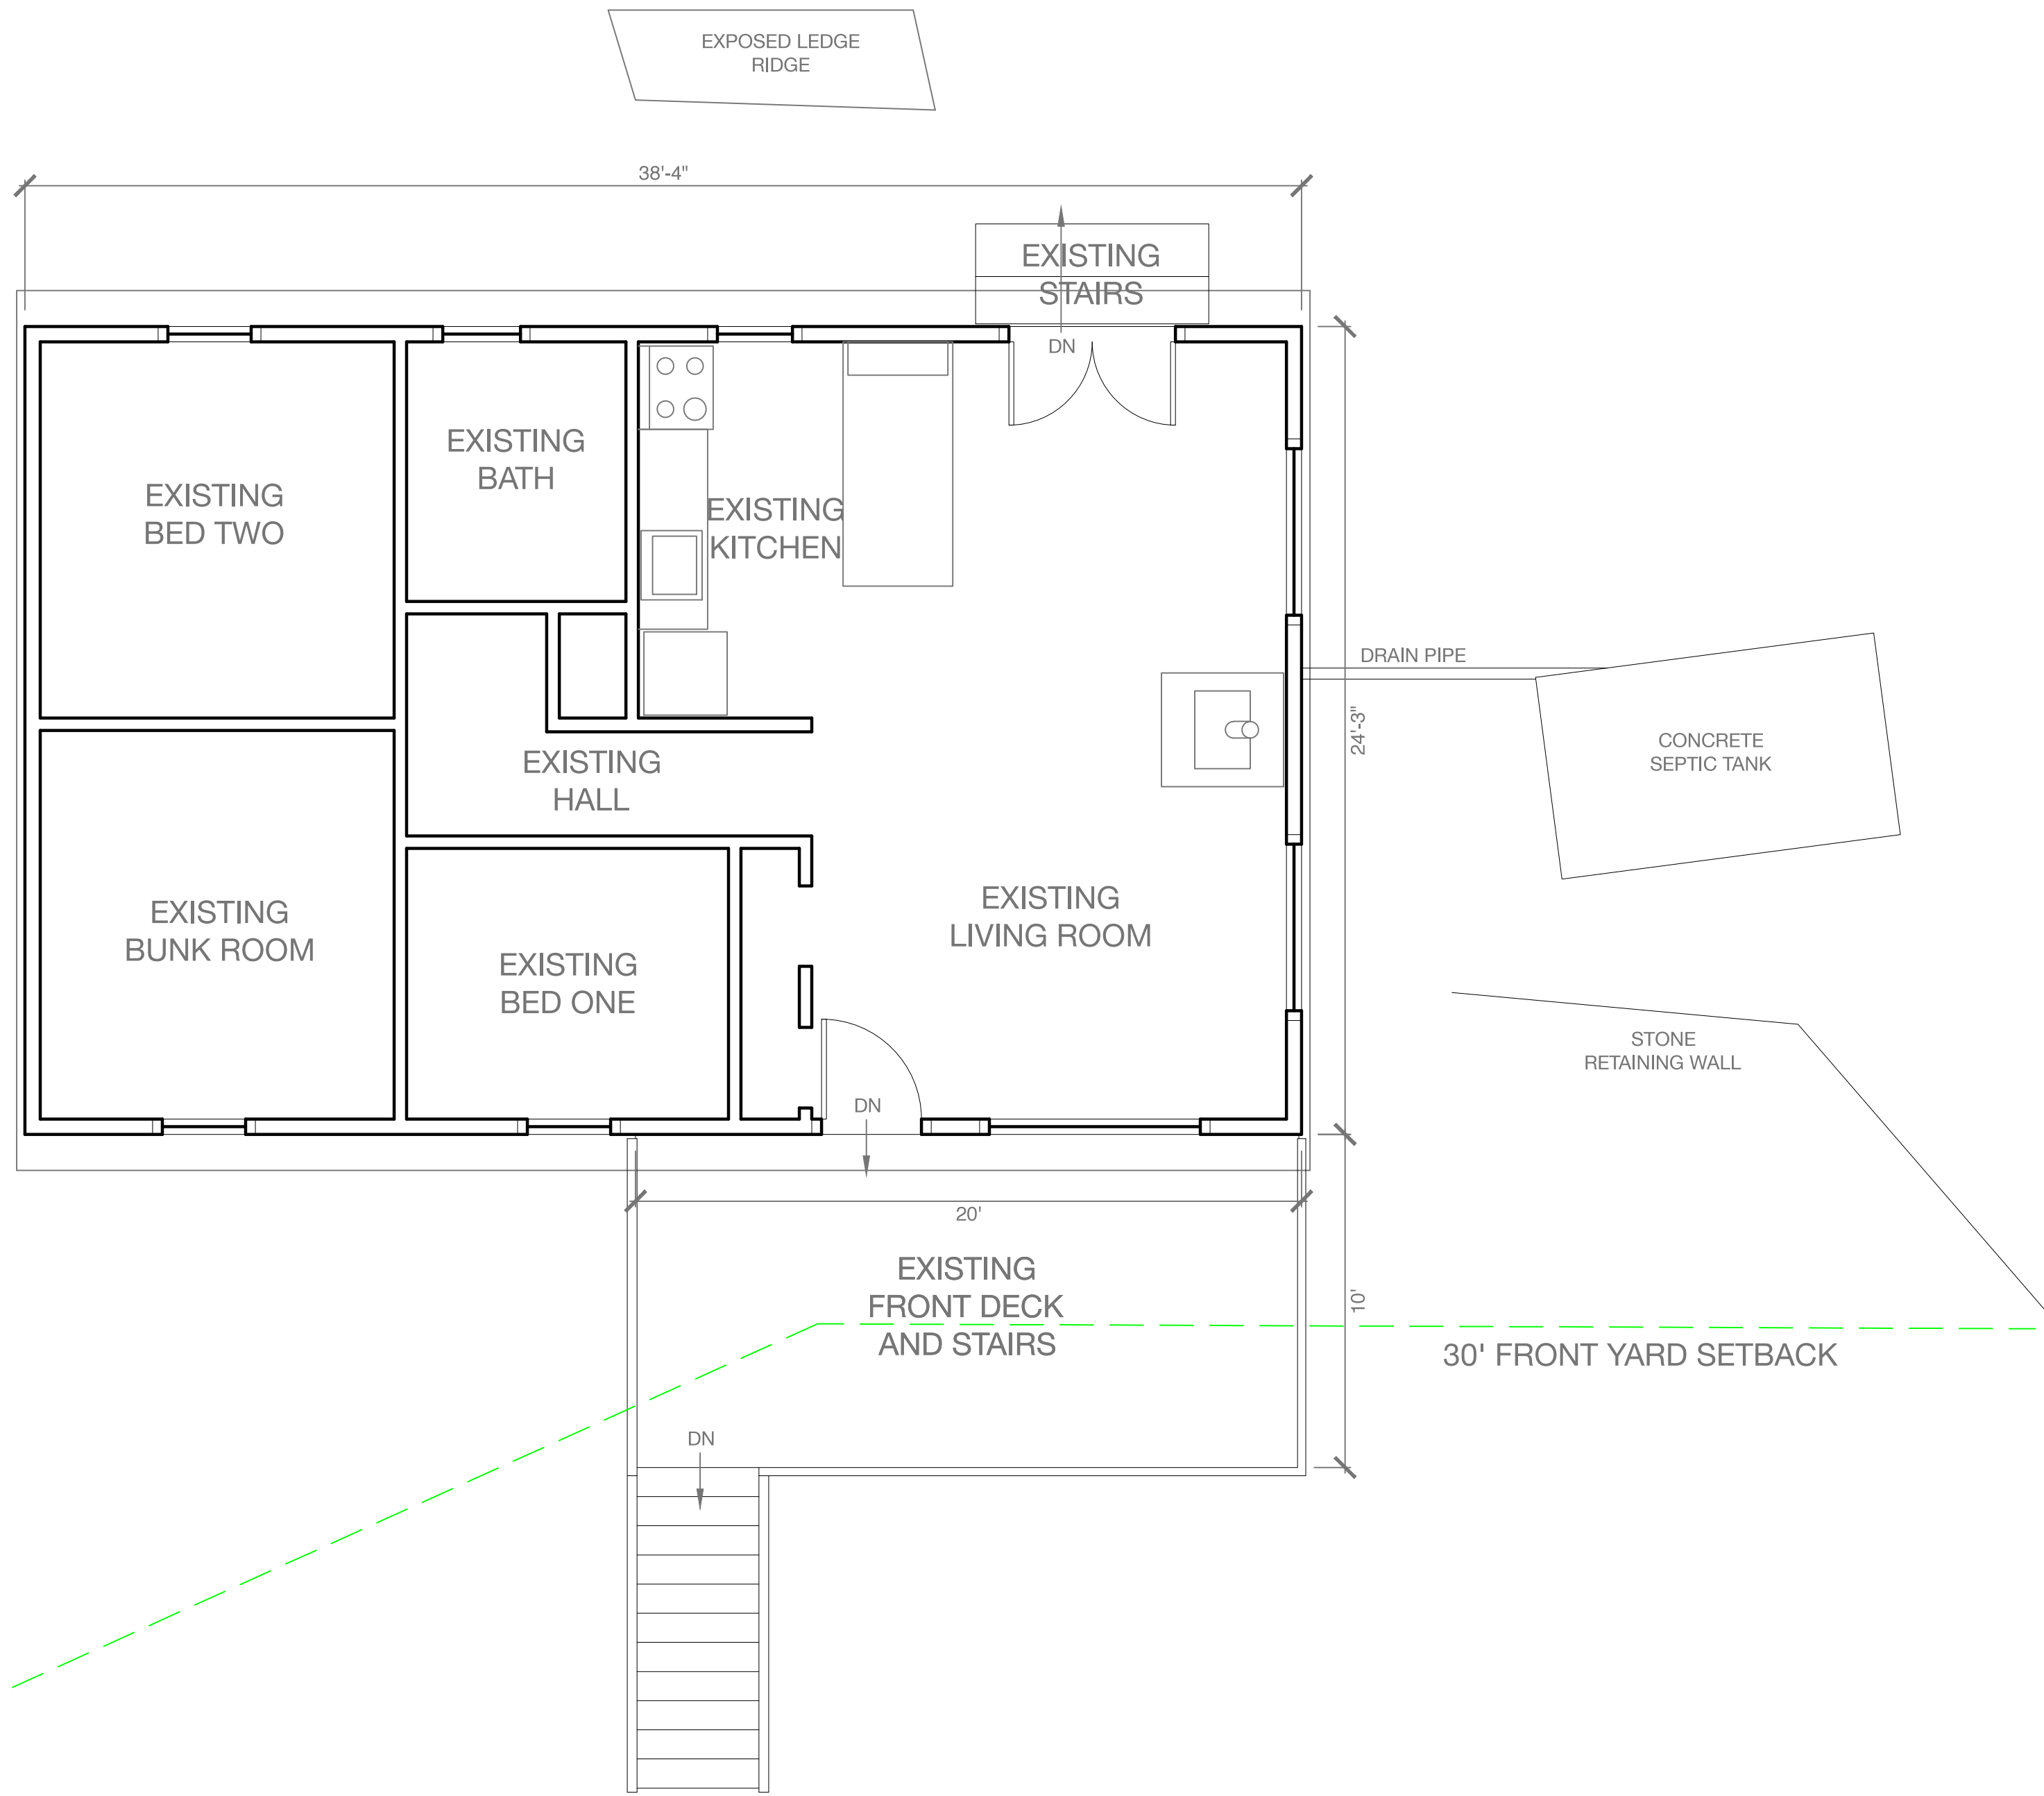 EXPOSED LEDGE
RIDGE
38'-4"
EXISTING
STAIRS
DN
EXISTING
BATH
EXISTING
BED TWO
EXISTING
KITCHEN
DRAIN PIPE
24'-3"
CONCRETE
SEPTIC TANK
EXISTING
HALL
EXISTING
LIVING ROOM
EXISTING
BUNK ROOM
EXISTING
BED ONE
STONE
RETAINING WALL
DN
20'
EXISTING
FRONT DECK
AND STAIRS
10'
30' FRONT YARD SETBACK
DN